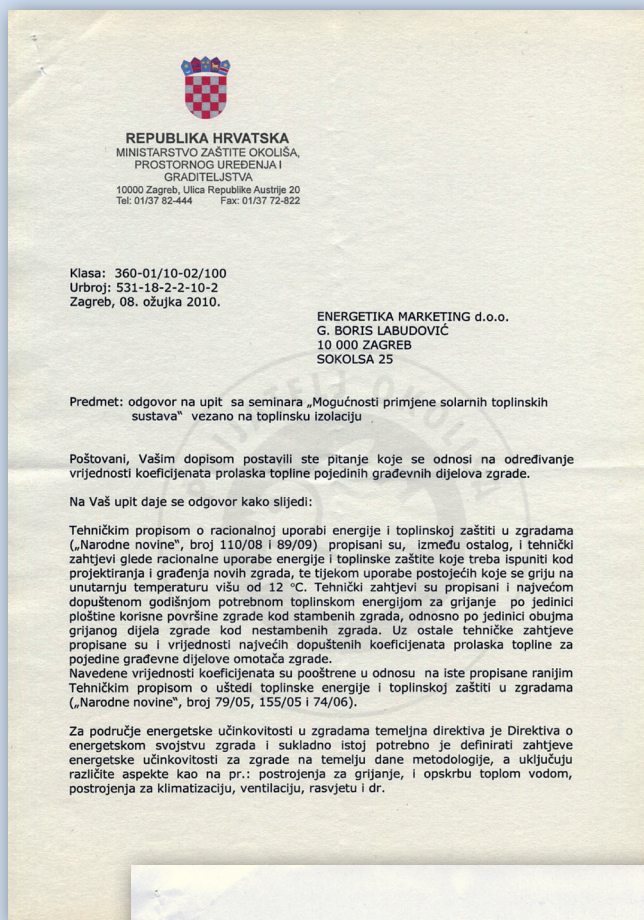 REPUBLIKA HRVATSKA
MINISTARSTVO ZAŠTITE OKOLIŠA,
PROSTORNOG UREĐENJA I
GRADITELJSTVA
10000 Zagreb, Ulica Republike Austrije 20
Tel: 01/37 82-444 Fax: 01/37 72-822
Klasa: 360-01/10-02/100
Urbroj: 531-18-2-2-10-2
Zagreb, 08. ožujka 2010.
ENERGETIKA MARKETING d.o.o.
G. BORIS LABUDOVIĆ
10 000 ZAGREB
SOKOLSA 25
Predmet: odgovor na upit sa seminara „Mogućnosti primjene solarnih toplinskih
sustava“ vezano na toplinsku izolaciju
Poštovani, Vašim dopisom postavili ste pitanje koje se odnosi na određivanje
vrijednosti koeficijenata prolaska topline pojedinih građevnih dijelova zgrade.
Na Vaš upit daje se odgovor kako slijedi:
Tehničkim propisom o racionalnoj uporabi energije i toplinskoj zaštiti u zgradama
(„Narodne novine“, broj 110/08 i 89/09) propisani su, između ostalog, i tehnički
zahtjevi glede racionalne uporabe energije i toplinske zaštite koje treba ispuniti kod
projektiranja i građenja novih zgrada, te tijekom uporabe postojećih koje se griju na
unutarnju temperaturu višu od 12 °C. Tehnički zahtjevi su propisani i najvećom
dopuštenom godišnjom potrebnom toplinskom energijom za grijanje po jedinici
ploštine korisne površine zgrade kod stambenih zgrada, odnosno po jedinici obujma
grijanog dijela zgrade kod nestambenih zgrada. Uz ostale tehničke zahtjeve
propisane su i vrijednosti najvećih dopuštenih koeficijenata prolaska topline za
pojedine građevne dijelove omotača zgrade.
Navedene vrijednosti koeficijenata su pooštrene u odnosu na iste propisane ranijim
Tehničkim propisom o uštedi toplinske energije i toplinskoj zaštiti u zgradama
(„Narodne novine“, broj 79/05, 155/05 i 74/06).
Za područje energetske učinkovitosti u zgradama temeljna direktiva je Direktiva o
energetskom svojstvu zgrada i sukladno istoj potrebno je definirati zahtjeve
energetske učinkovitosti za zgrade na temelju dane metodologije, a uključuju
različite aspekte kao na pr.: postrojenja za grijanje, i opskrbu toplom vodom,
postrojenja za klimatizaciju, ventilaciju, rasvjetu i dr.